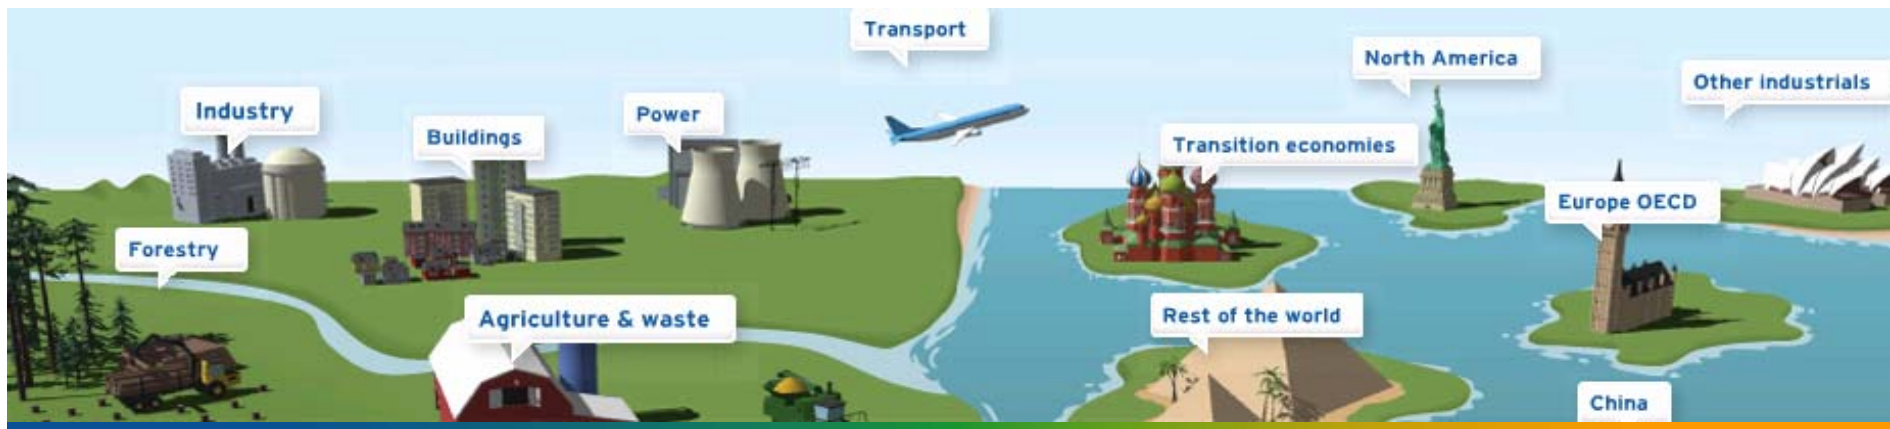 Transport
North America
Other industrials
Industry
Power
Buildings
Transition economies
Europe OECD
Forestry
Agriculture & waste
Rest of the world
China